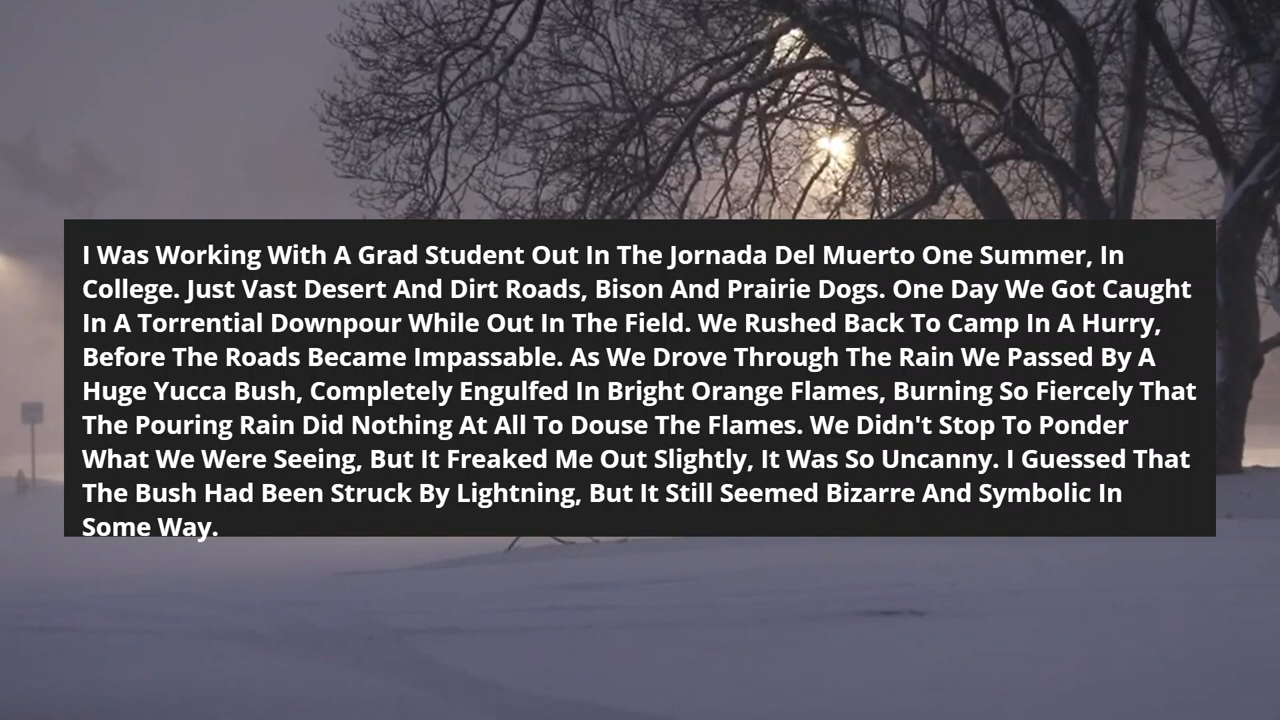 I Was Working With A Grad Student Out In The Jornada Del Muerto One Summer, In
College. Just Vast Desert And Dirt Roads, Bison And Prairie Dogs. One Day We Got Caught
In A Torrential Downpour While Out In The Field. We Rushed Back To Camp In A Hurry,
Before The Roads Became Impassable. As We Drove Through The Rain We Passed By A
Huge Yucca Bush, Completely Engulfed In Bright Orange Flames, Burning So Fiercely That
The Pouring Rain Did Nothing At All To Douse The Flames. We Didn't Stop To Ponder
What We Were Seeing, But It Freaked Me Out Slightly, It Was So Uncanny. I Guessed That
The Bush Had Been Struck By Lightning, But It Still Seemed Bizarre And Symbolic In
Some Way.